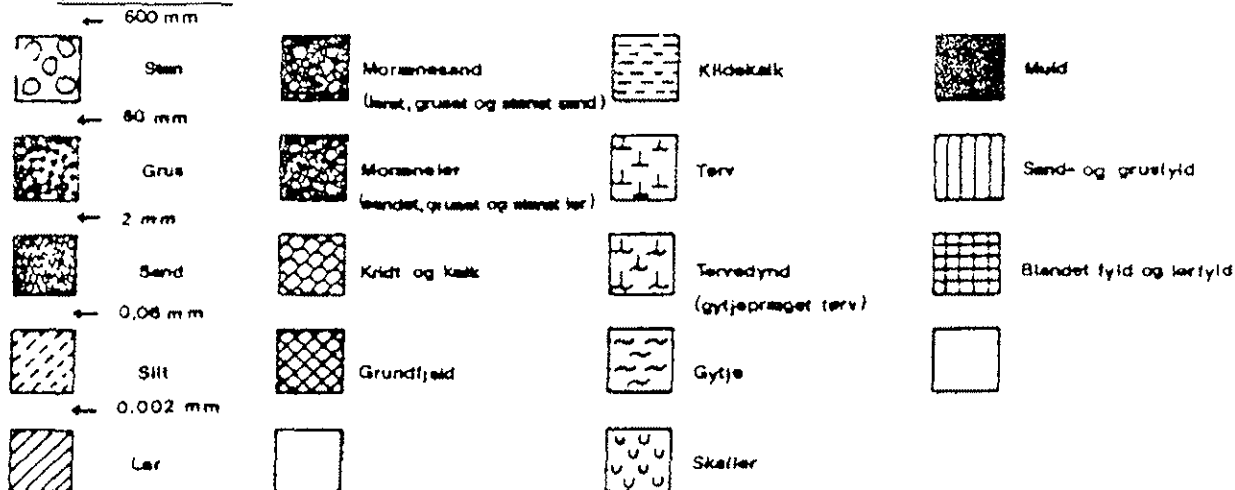 ← 600 mm
Sten
← 60 mm
Grus
← 2 mm
Sand
← 0,06 mm
Silt
← 0.002 mm
Ler
Morænesand
(leret, gruset og stenet sand)
Moræneler
(sandet, gruset og stenet ler)
Kridt og kalk
Grundfjeld
Kildekalk
Tørv
Tørvedynd
(gytjepræget tørv)
Gytje
Skaller
Muld
Sand- og grusfyld
Blandet fyld og lerfyld